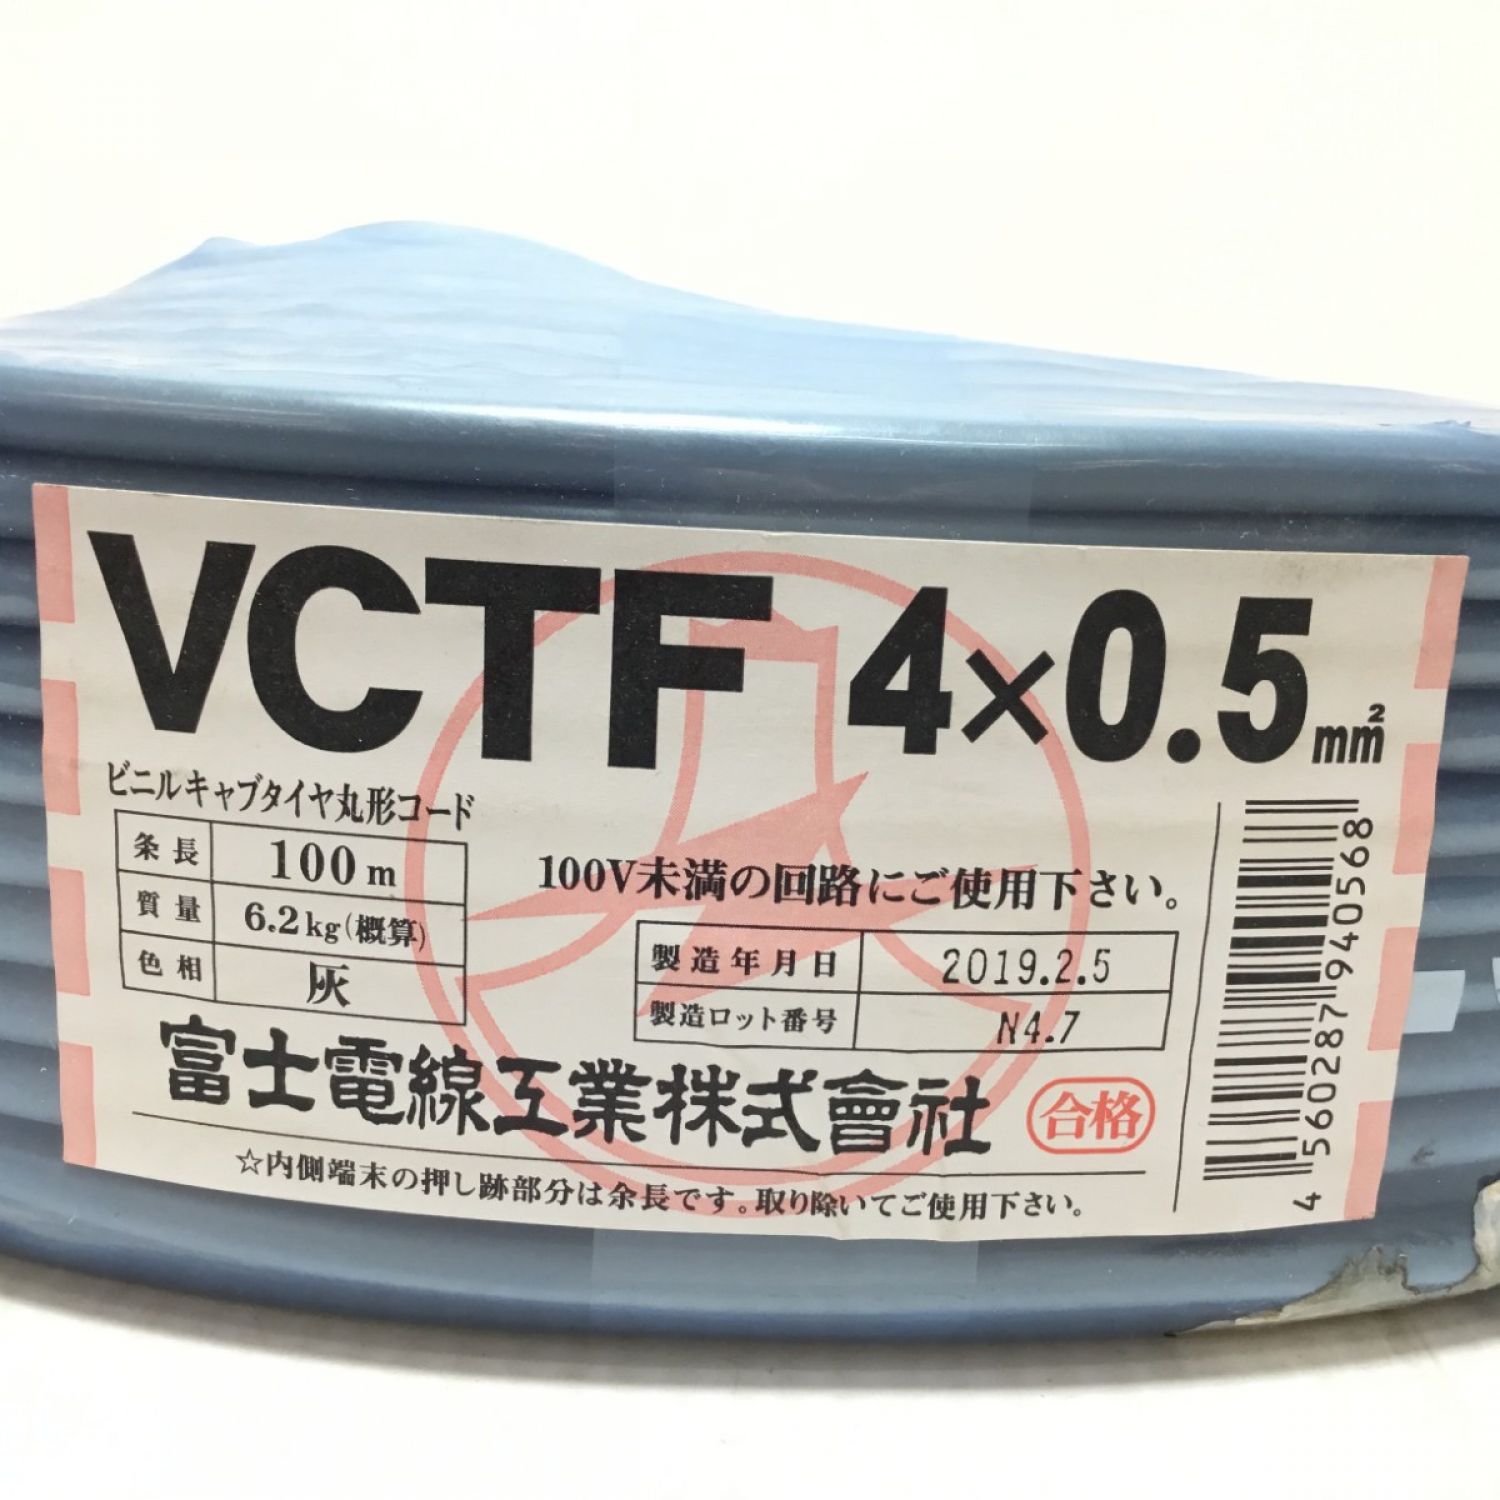 VCTF 4×0.5mm²
ビニルキャブタイヤ丸形コード
条長 100m
質量 6.2kg(概算)
色相 灰
100V未満の回路にご使用下さい。
製造年月日 2019.2.5
製造ロット番号 N4.7
富士電線工業株式會社 合格
☆内側端末の押し跡部分は余長です。取り除いてご使用下さい。
4560287940568